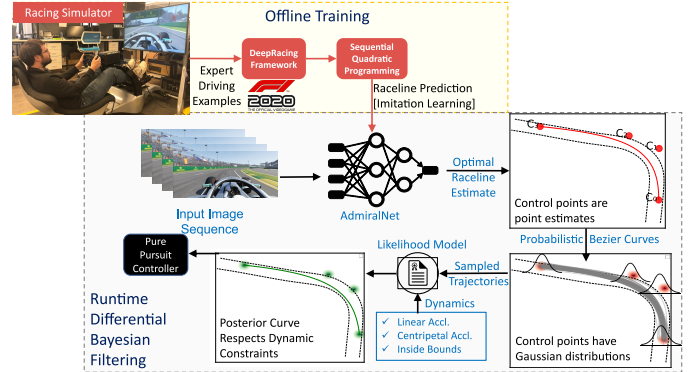 Racing Simulator
Offline Training
DeepRacing
Framework
Sequential
Quadratic
Programming
Expert
Driving
Examples
F1
2020
THE OFFICIAL VIDEOGAME
Raceline Prediction
[Imitation Learning]
Input Image
Sequence
AdmiralNet
Optimal
Raceline
Estimate
Control points are
point estimates
Probabilistic Bezier Curves
Control points have
Gaussian distributions
Sampled
Trajectories
Likelihood Model
Dynamics
✓ Linear Accl.
✓ Centripetal Accl.
✓ Inside Bounds
Posterior Curve
Respects Dynamic
Constraints
Pure
Pursuit
Controller
Runtime
Differential
Bayesian
Filtering